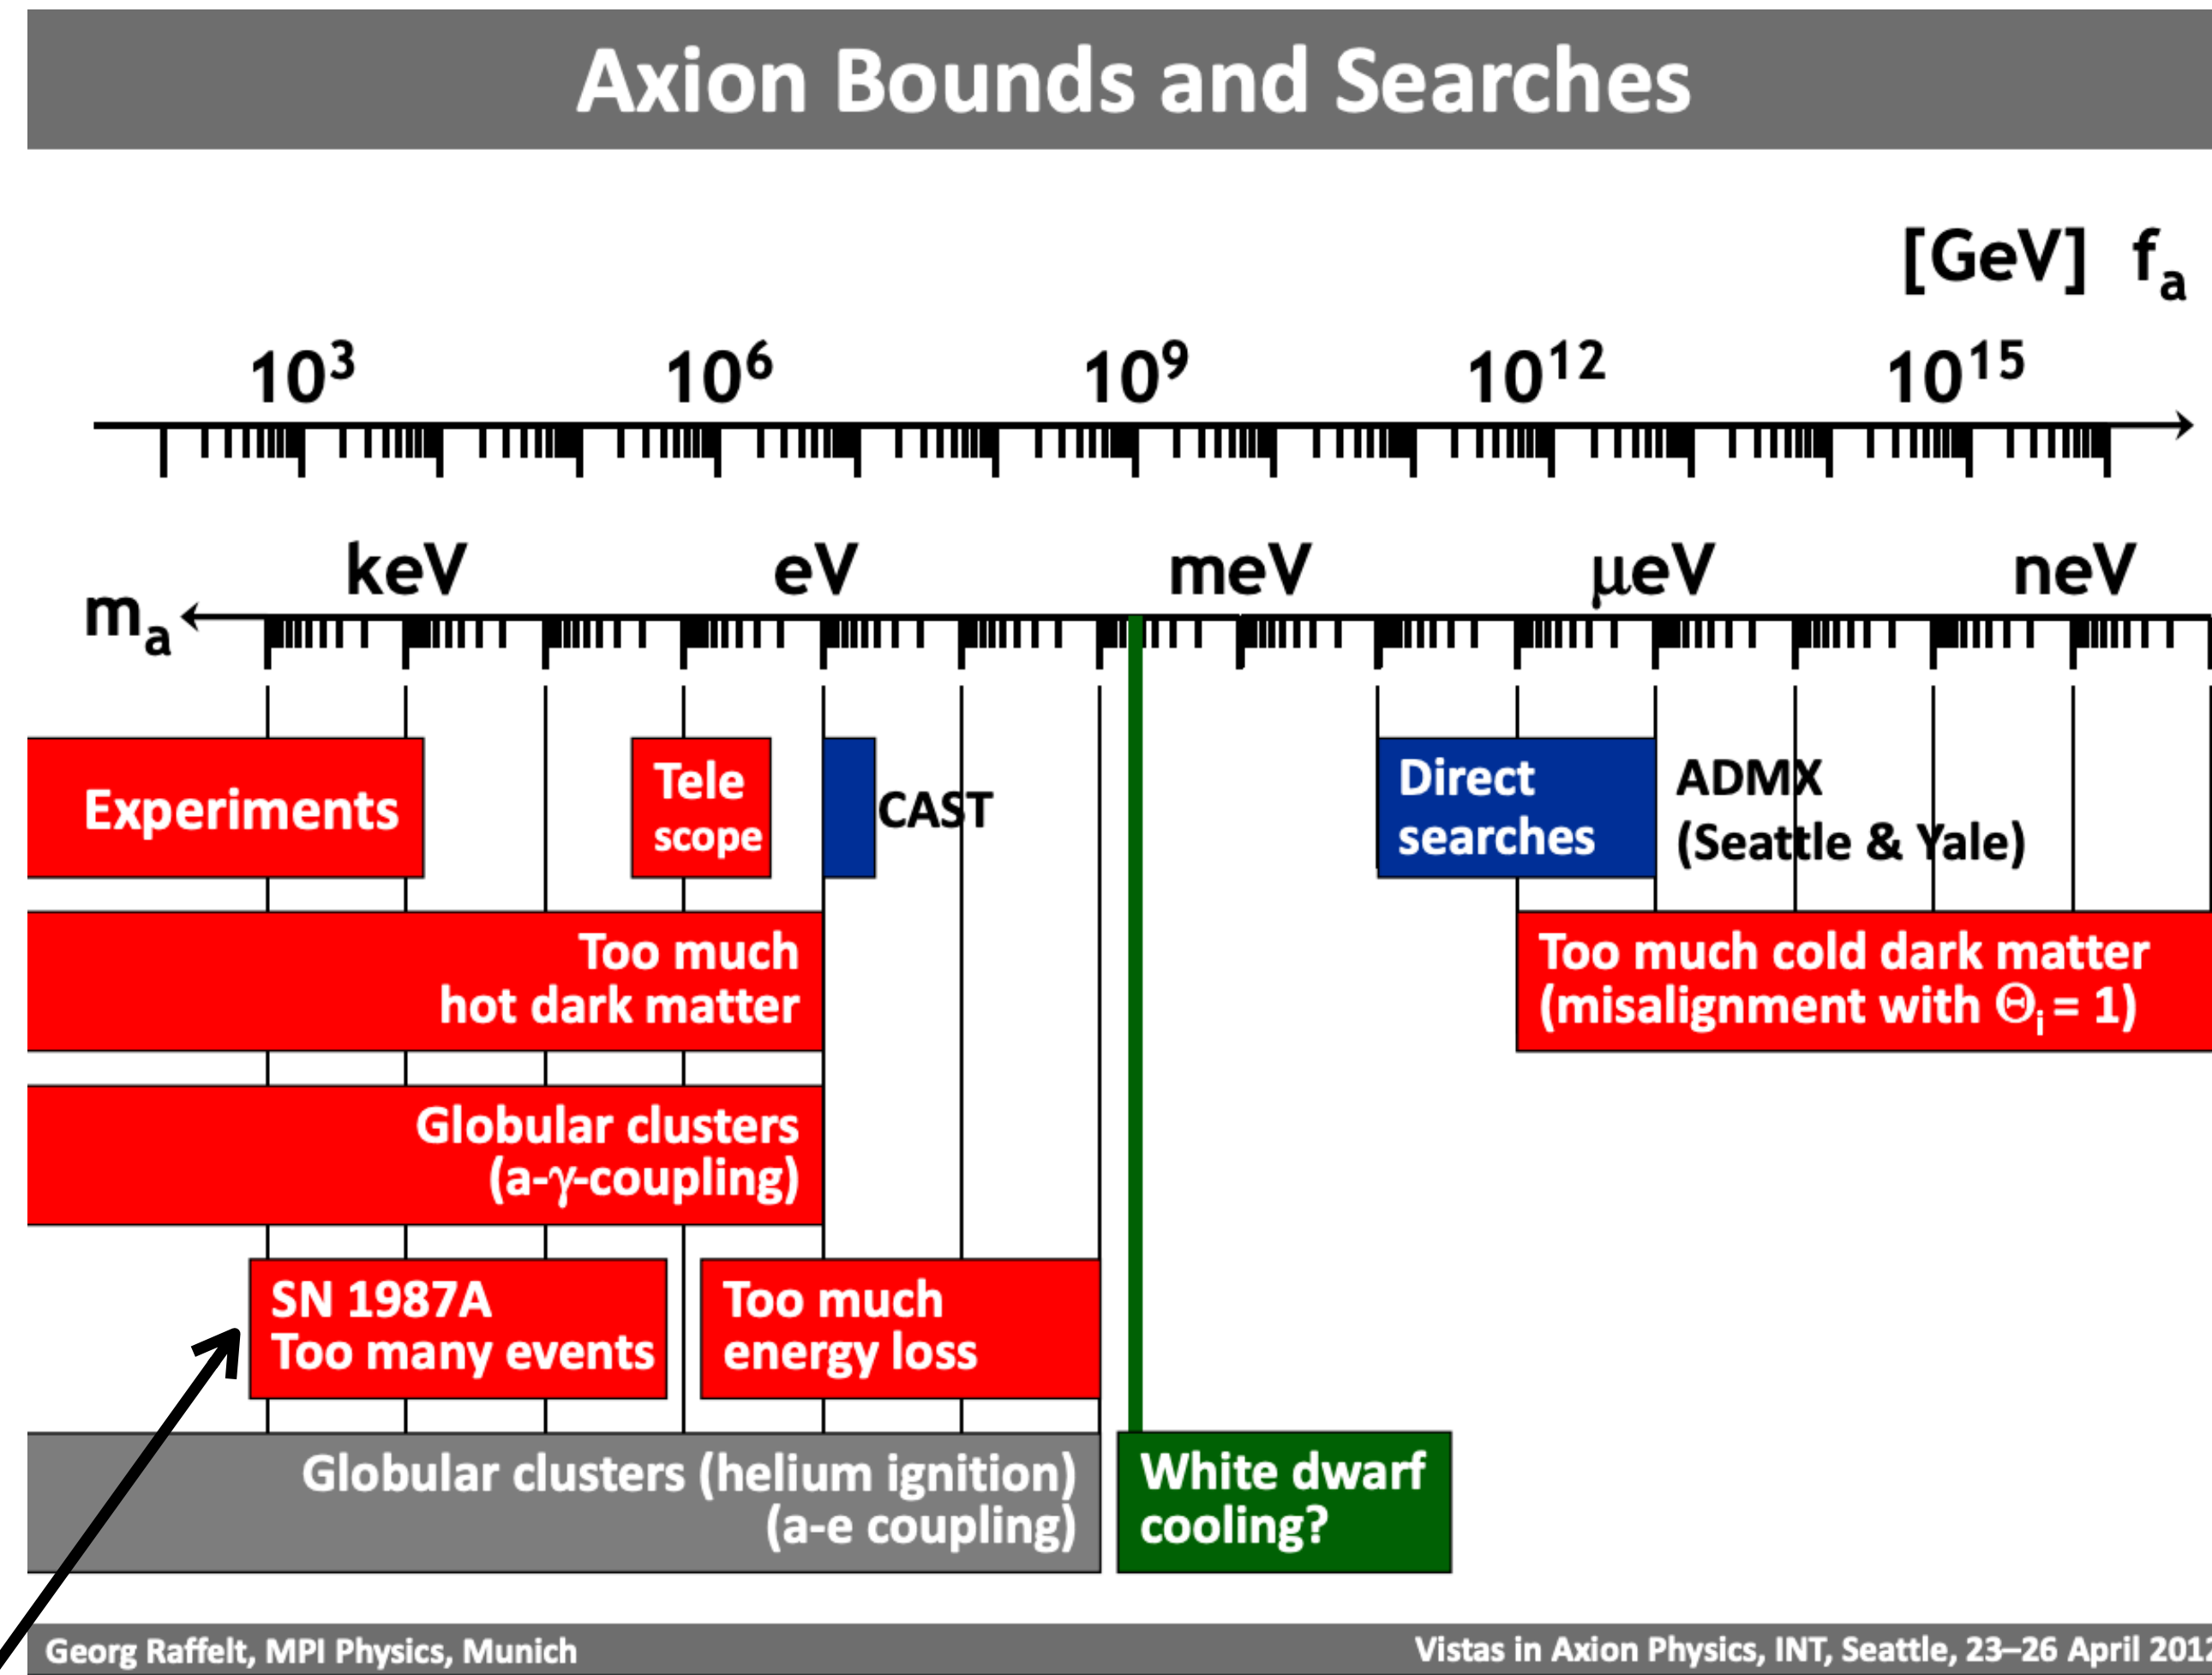 Axion Bounds and Searches
[GeV] fₐ
10³ 10⁶ 10⁹ 10¹² 10¹⁵
keV eV meV μeV neV
mₐ
Experiments
Tele
scope
CAST
Direct
searches
ADMX
(Seattle & Yale)
Too much
hot dark matter
Too much cold dark matter
(misalignment with Θᵢ = 1)
Globular clusters
(a-γ-coupling)
SN 1987A
Too many events
Too much
energy loss
Globular clusters (helium ignition)
(a-e coupling)
White dwarf
cooling?
Georg Raffelt, MPI Physics, Munich
Vistas in Axion Physics, INT, Seattle, 23–26 April 2012